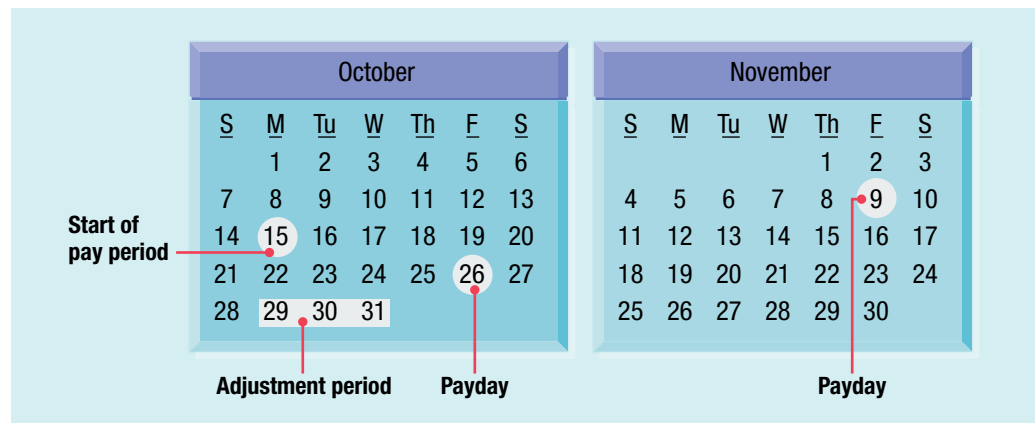 October
S M Tu W Th F S
1 2 3 4 5 6
7 8 9 10 11 12 13
14 15 16 17 18 19 20
21 22 23 24 25 26 27
28 29 30 31
November
S M Tu W Th F S
1 2 3
4 5 6 7 8 9 10
11 12 13 14 15 16 17
18 19 20 21 22 23 24
25 26 27 28 29 30
Start of
pay period
Adjustment period
Payday
Payday